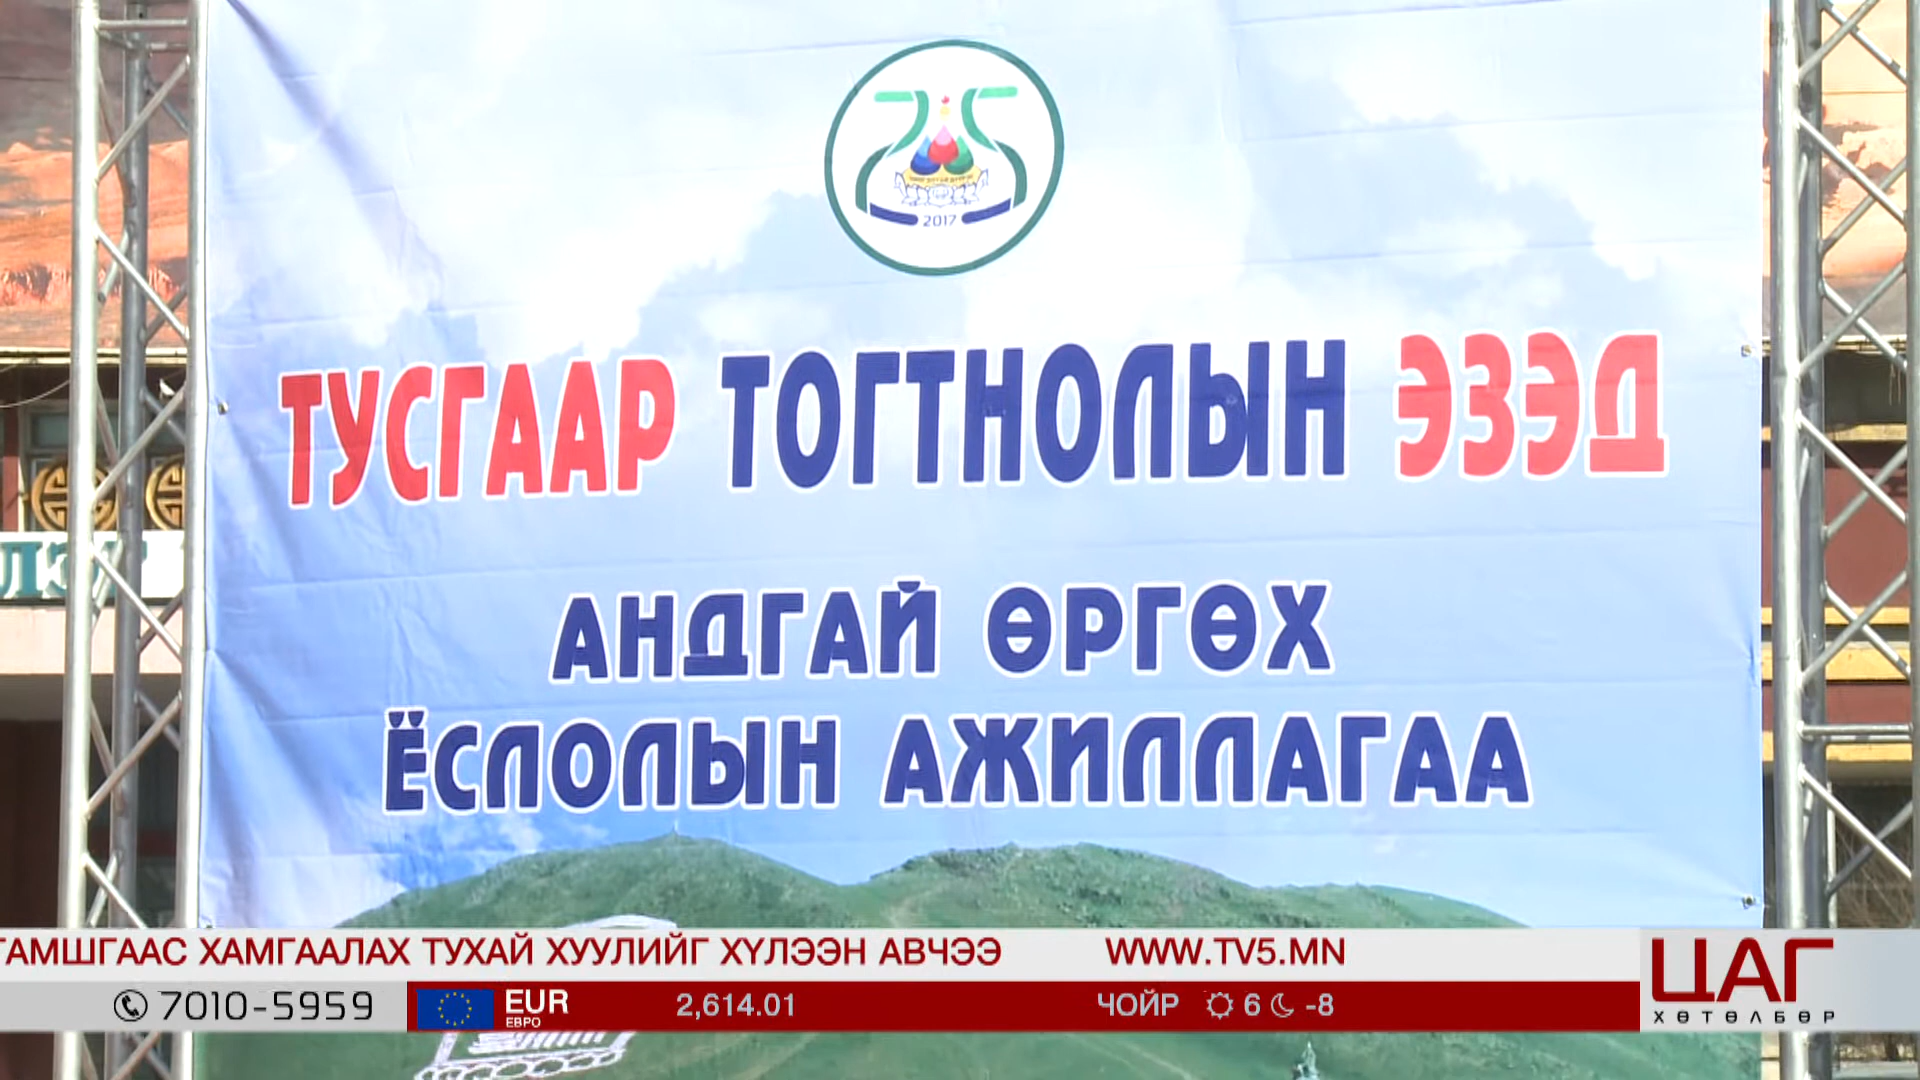 2017
ТУСГААР ТОГТНОЛЫН ЭЗЭД
АНДГАЙ ӨРГӨХ
ЁСЛОЛЫН АЖИЛЛАГАА
ГАМШГААС ХАМГААЛАХ ТУХАЙ ХУУЛИЙГ ХҮЛЭЭН АВЧЭЭ WWW.TV5.MN
7010-5959 EUR 2,614.01 ЧОЙР 6 -8
ЕВРО
ЦАГ
ХӨТӨЛБӨР